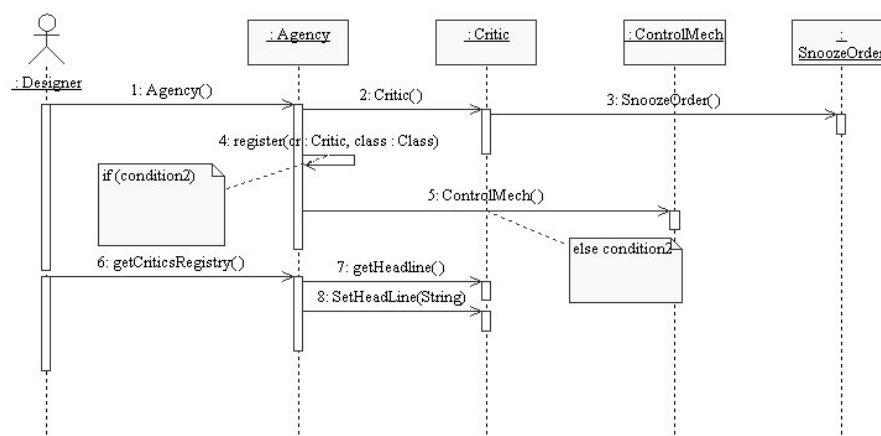 : Agency
: Critic
: ControlMech
:
SnoozeOrder
: Designer
1: Agency()
2: Critic()
3: SnoozeOrder()
4: register(cr : Critic, class : Class)
if (condition2)
5: ControlMech()
else condition2
6: getCriticsRegistry()
7: getHeadline()
8: SetHeadLine(String)